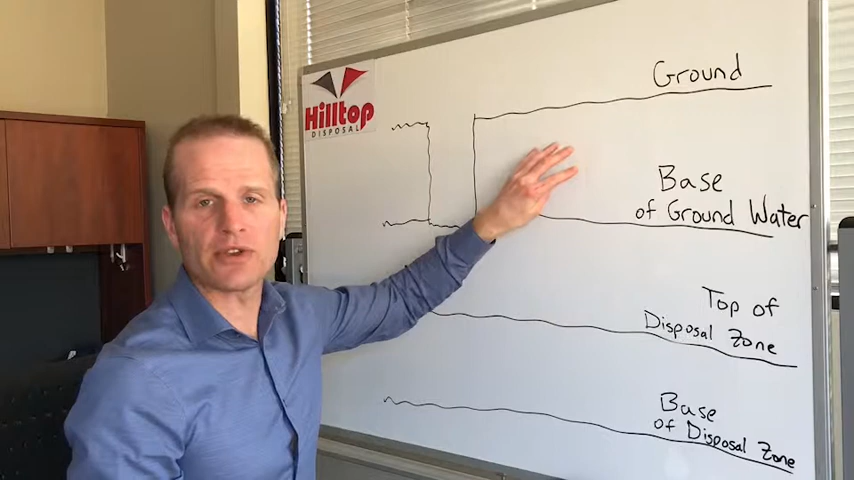 Hilltop
DISPOSAL
Ground
Base
of Ground Water
Top of
Disposal Zone
Base
of Disposal Zone